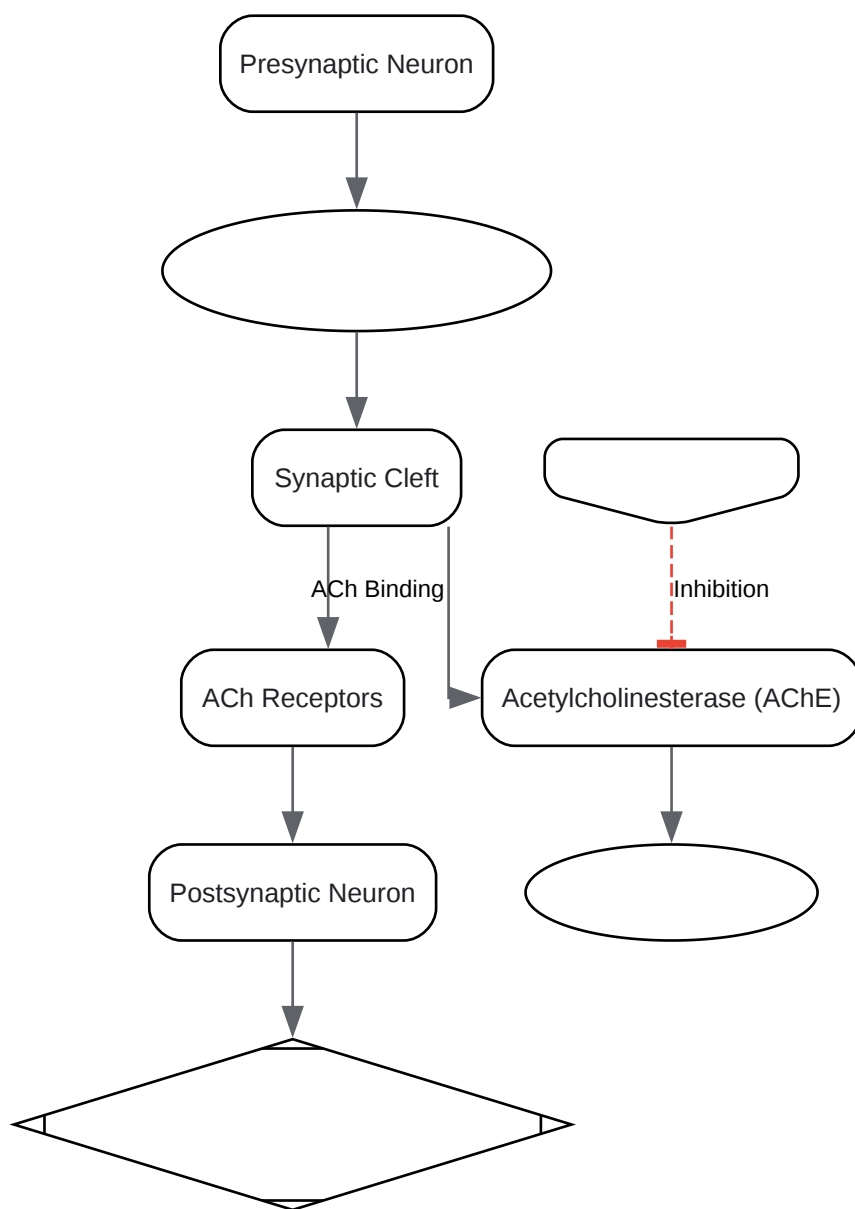 Presynaptic Neuron
Synaptic Cleft
ACh Binding
Inhibition
ACh Receptors
Acetylcholinesterase (AChE)
Postsynaptic Neuron